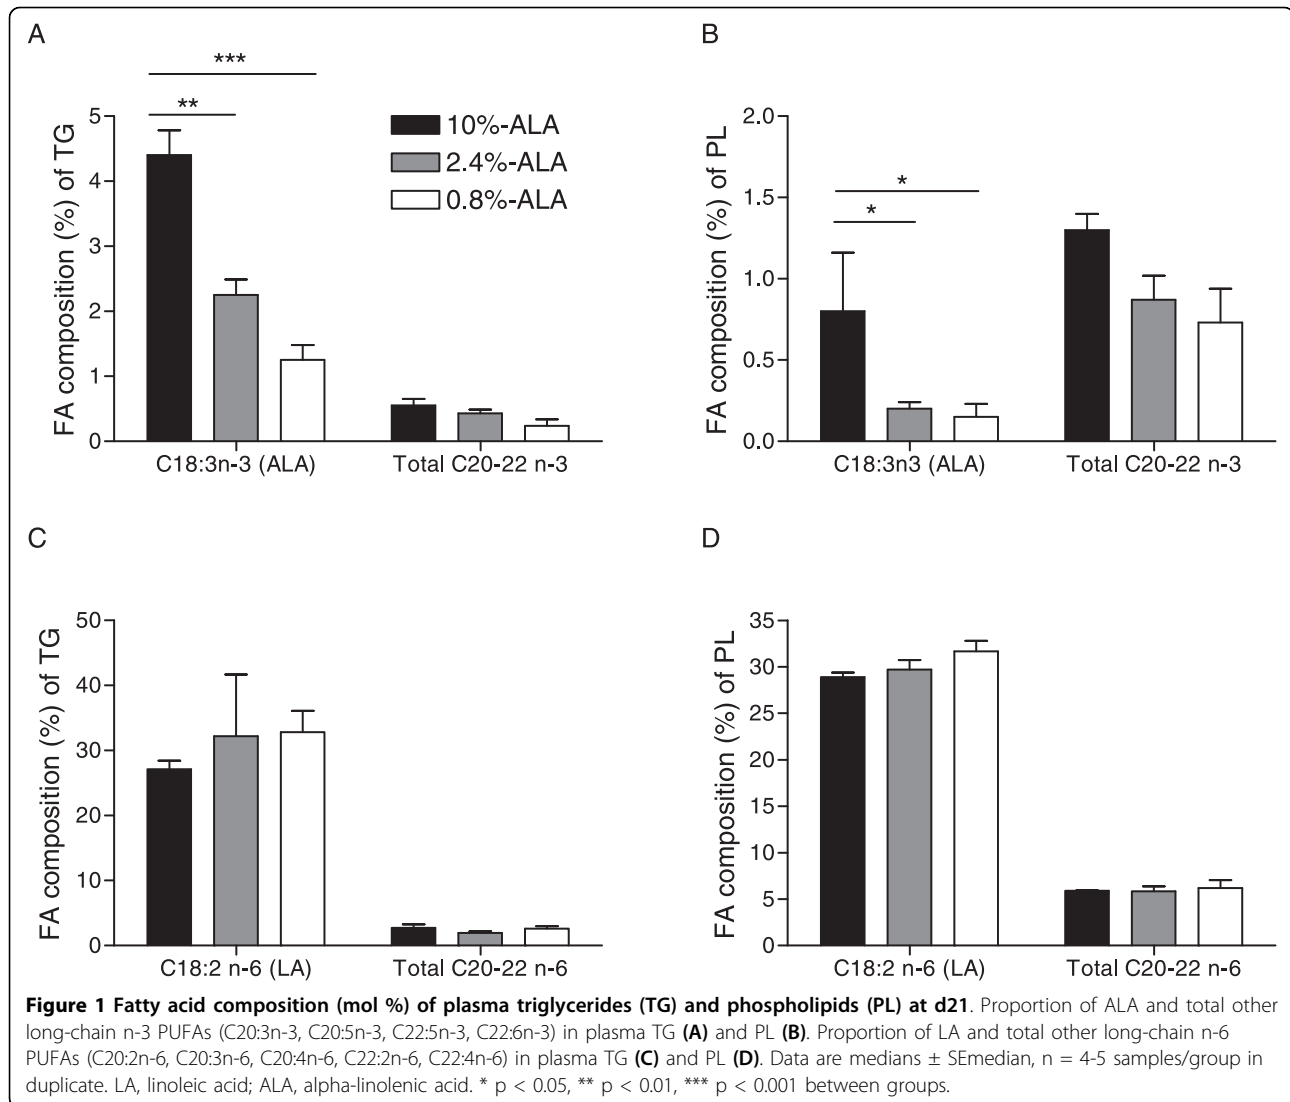 A
***
**
FA composition (%) of TG
5
4
3
2
1
0
10%-ALA
2.4%-ALA
0.8%-ALA
C18:3n-3 (ALA)
Total C20-22 n-3
B
*
*
FA composition (%) of PL
2.0
1.5
1.0
0.5
0.0
C18:3n3 (ALA)
Total C20-22 n-3
C
FA composition (%) of TG
50
40
30
20
10
0
C18:2 n-6 (LA)
Total C20-22 n-6
D
FA composition (%) of PL
35
30
25
20
15
10
5
0
C18:2 n-6 (LA)
Total C20-22 n-6
Figure 1 Fatty acid composition (mol %) of plasma triglycerides (TG) and phospholipids (PL) at d21. Proportion of ALA and total other
long-chain n-3 PUFAs (C20:3n-3, C20:5n-3, C22:5n-3, C22:6n-3) in plasma TG (A) and PL (B). Proportion of LA and total other long-chain n-6
PUFAs (C20:2n-6, C20:3n-6, C20:4n-6, C22:2n-6, C22:4n-6) in plasma TG (C) and PL (D). Data are medians ± SEmedian, n = 4-5 samples/group in
duplicate. LA, linoleic acid; ALA, alpha-linolenic acid. * p < 0.05, ** p < 0.01, *** p < 0.001 between groups.